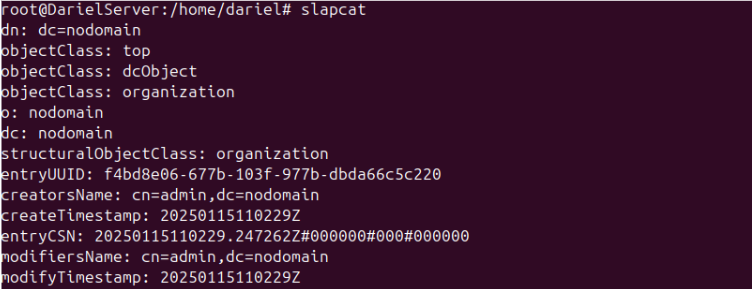 root@DarielServer:/home/dariel# slapcat
dn: dc=nodomain
objectClass: top
objectClass: dcObject
objectClass: organization
o: nodomain
dc: nodomain
structuralObjectClass: organization
entryUUID: f4bd8e06-677b-103f-977b-dbda66c5c220
creatorsName: cn=admin,dc=nodomain
createTimestamp: 20250115110229Z
entryCSN: 20250115110229.247262Z#000000#000#000000
modifiersName: cn=admin,dc=nodomain
modifyTimestamp: 20250115110229Z